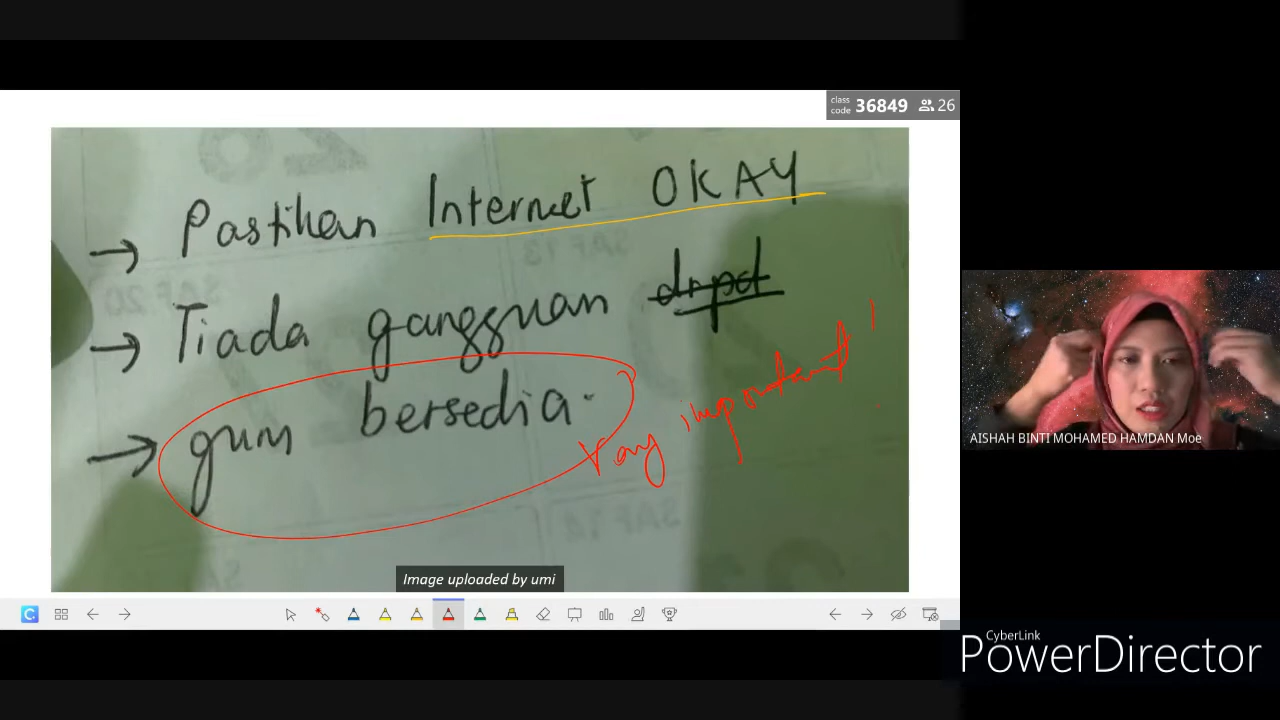 class code 36849 26
→ Pastikan Internet OKAY
→ Tiada gangguan drpd
→ guru bersedia.
Very important!
Image uploaded by umi
AISHAH BINTI MOHAMED HAMDAN Moe
CyberLink
PowerDirector